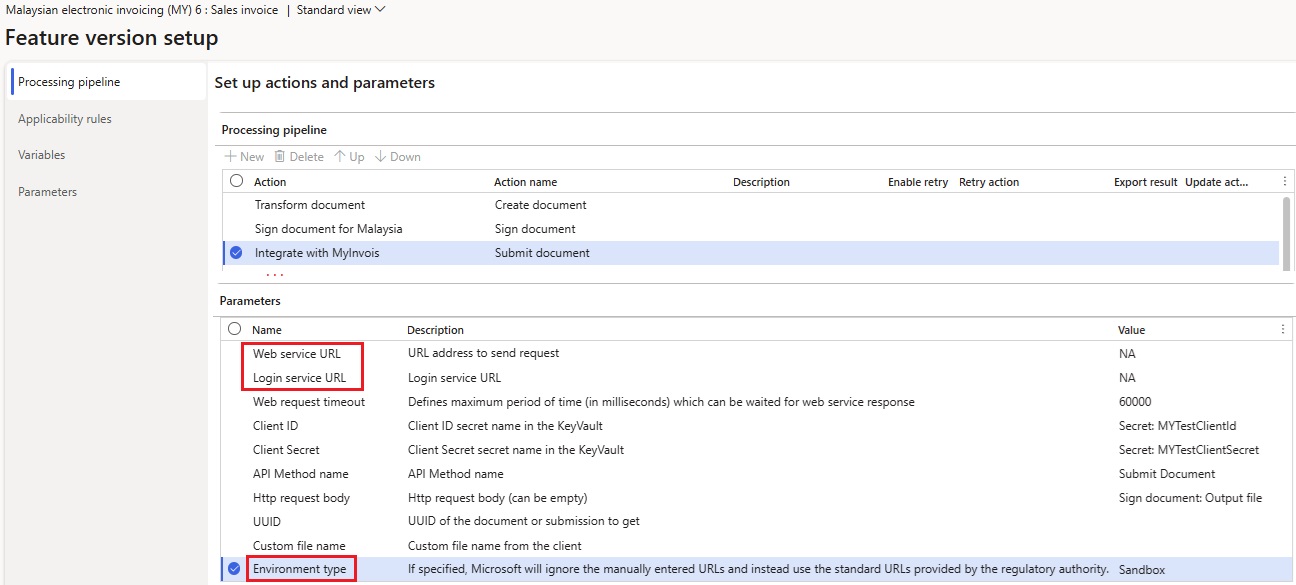 Malaysian electronic invoicing (MY) 6 : Sales invoice | Standard view
Feature version setup
Processing pipeline
Applicability rules
Variables
Parameters
Set up actions and parameters
Processing pipeline
New Delete Up Down
Action Action name Description Enable retry Retry action Export result Update act...
Transform document Create document
Sign document for Malaysia Sign document
Integrate with MyInvois Submit document
...
Parameters
Name Description Value
Web service URL URL address to send request NA
Login service URL Login service URL NA
Web request timeout Defines maximum period of time (in milliseconds) which can be waited for web service response 60000
Client ID Client ID secret name in the KeyVault Secret: MYTestClientId
Client Secret Client Secret secret name in the KeyVault Secret: MYTestClientSecret
API Method name API Method name Submit Document
Http request body Http request body (can be empty) Sign document: Output file
UUID UUID of the document or submission to get
Custom file name Custom file name from the client
Environment type If specified, Microsoft will ignore the manually entered URLs and instead use the standard URLs provided by the regulatory authority. Sandbox